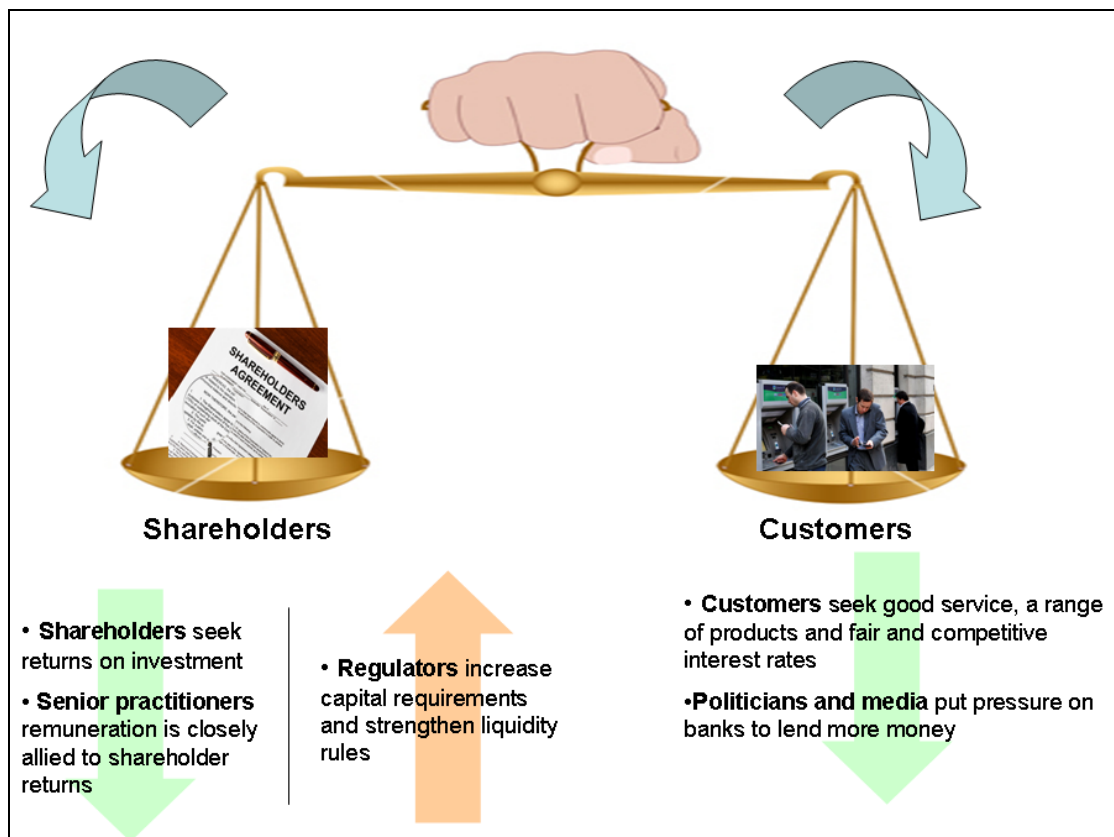 SHAREHOLDERS
AGREEMENT
Shareholders
Customers
• Shareholders seek
returns on investment
• Senior practitioners
remuneration is closely
allied to shareholder
returns
• Regulators increase
capital requirements
and strengthen liquidity
rules
• Customers seek good service, a range
of products and fair and competitive
interest rates
•Politicians and media put pressure on
banks to lend more money